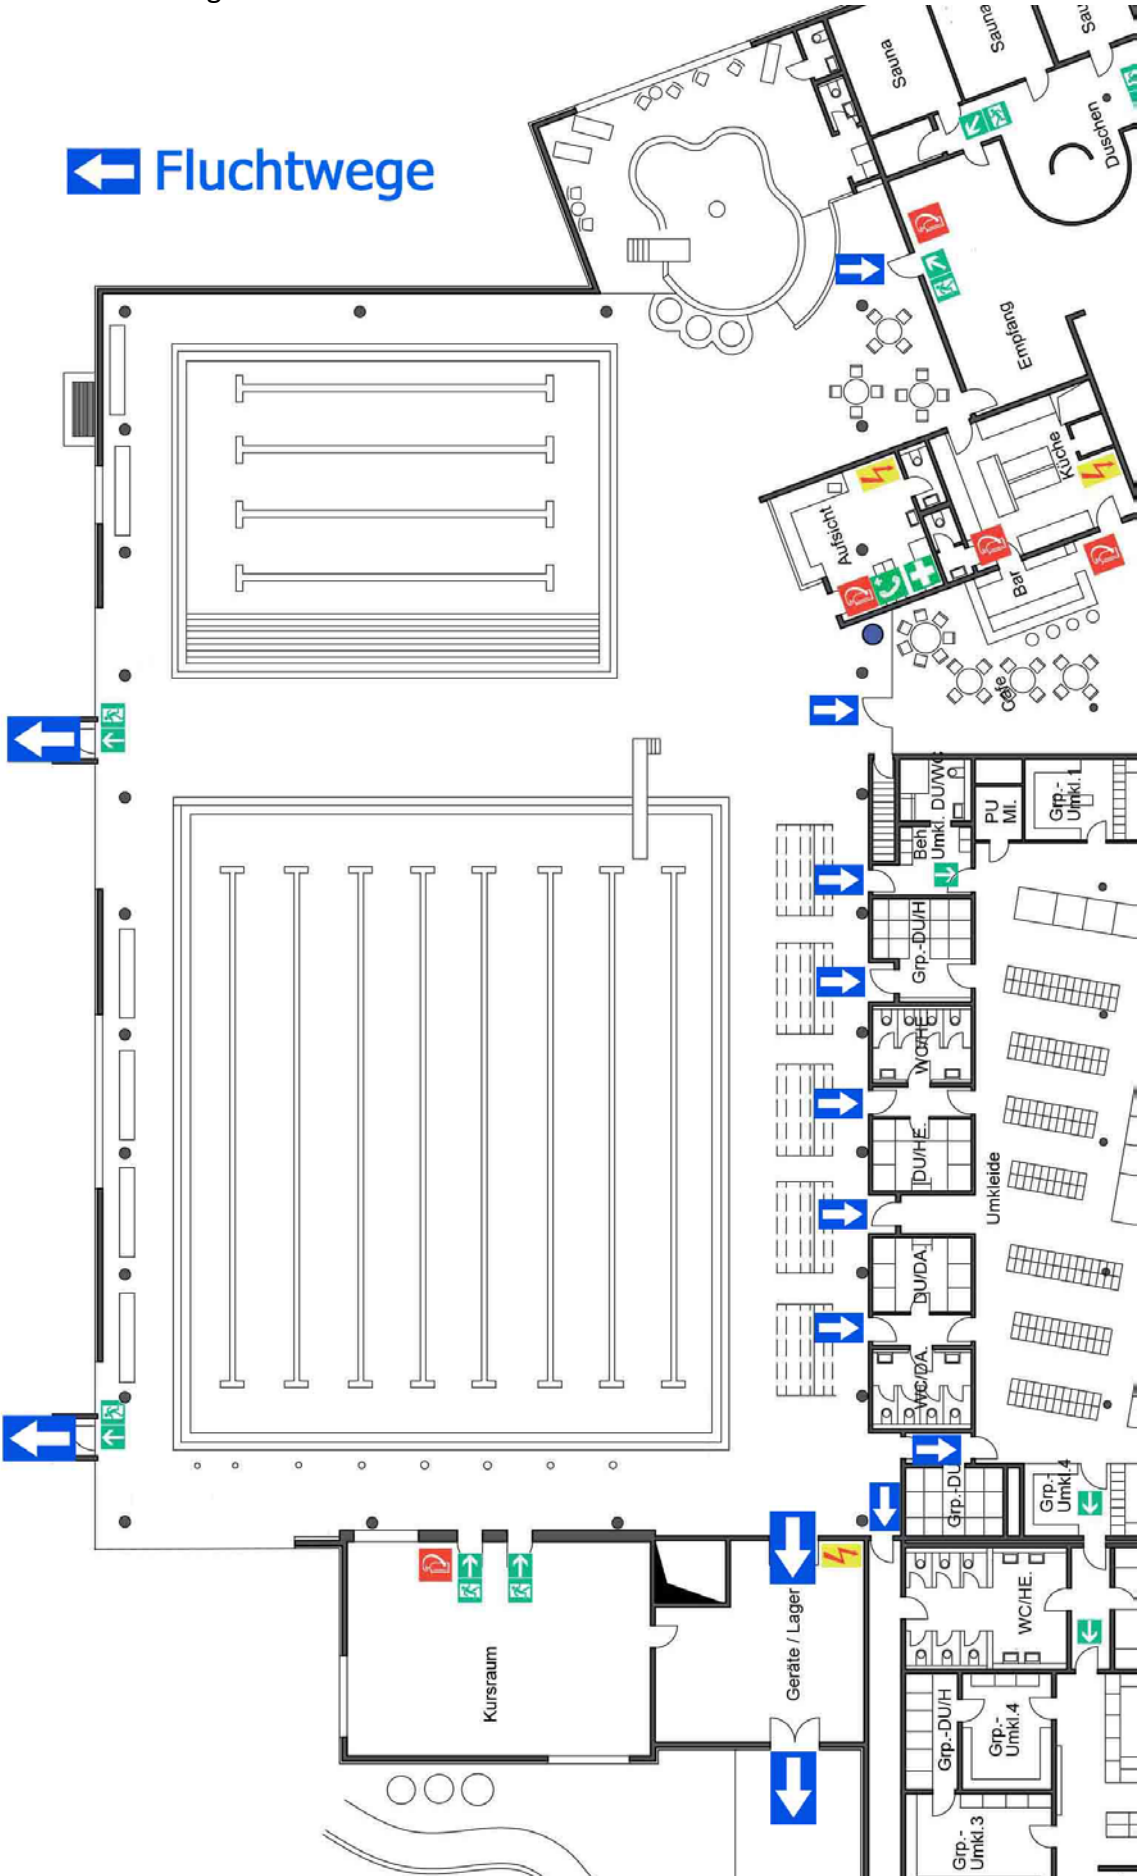 Fluchtwege
Sauna
Sauna
Duschen
Empfang
Küche
Aufsicht
Bar
Cafe
DU/WC
Beh.
Umkl.
PU
MI.
Grp.-
Umkl.1
Grp.-DU/H
WC/HE.
DU/HE.
Umkleide
DU/DA.
WC/DA.
Grp.-DU
Grp.-
Umkl.4
Kursraum
Geräte / Lager
WC/HE.
Grp.-DU/H
Grp.-
Umkl.4
Grp.-
Umkl.3